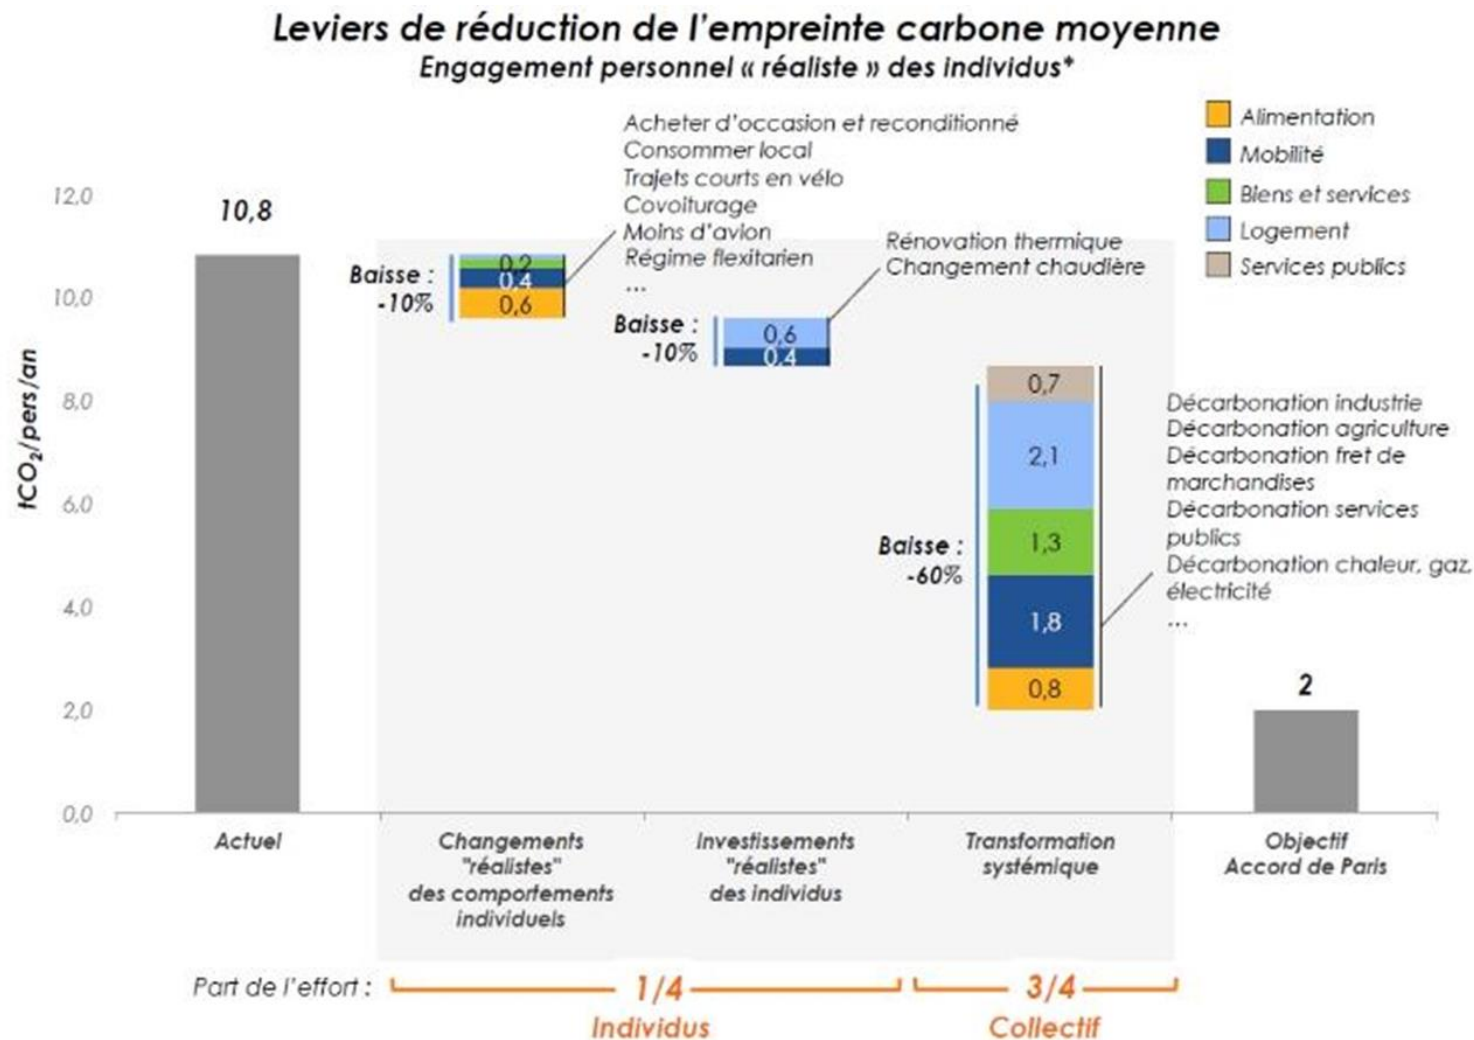 Leviers de réduction de l'empreinte carbone moyenne
Engagement personnel « réaliste » des individus*
Alimentation
Mobilité
Biens et services
Logement
Services publics
Acheter d'occasion et reconditionné
Consommer local
Trajets courts en vélo
Covoiturage
Moins d'avion
Régime flexitarien
...
Rénovation thermique
Changement chaudière
tCO₂/pers/an
12,0
10,0
8,0
6,0
4,0
2,0
0,0
10,8
Baisse :
-10%
0,2
0,4
0,6
Baisse :
-10%
0,6
0,4
Baisse :
-60%
0,7
2,1
1,3
1,8
0,8
Décarbonation industrie
Décarbonation agriculture
Décarbonation fret de
marchandises
Décarbonation services
publics
Décarbonation chaleur, gaz,
électricité
...
2
Actuel
Changements
"réalistes"
des comportements
individuels
Investissements
"réalistes"
des individus
Transformation
systémique
Objectif
Accord de Paris
Part de l'effort :
1/4
Individus
3/4
Collectif